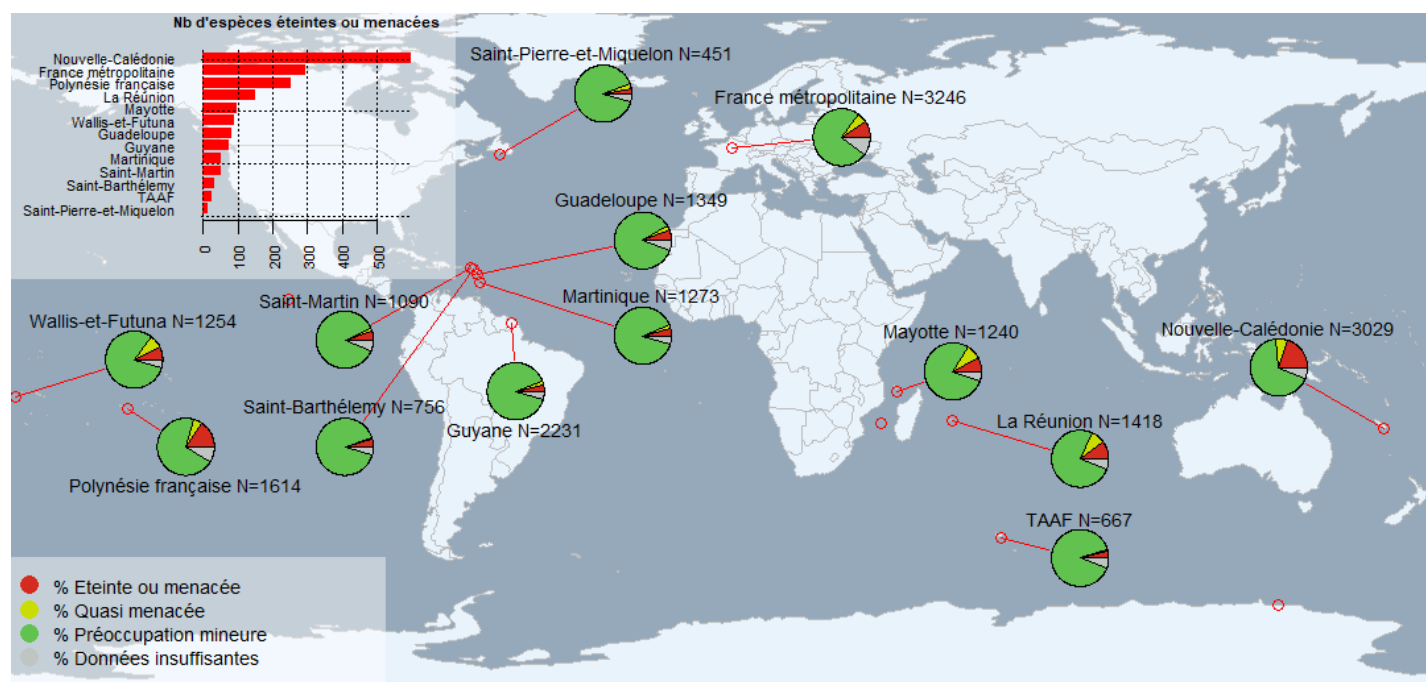 Nb d'espèces éteintes ou menacées
Nouvelle-Calédonie
France métropolitaine
Polynésie française
La Réunion
Mayotte
Wallis-et-Futuna
Guadeloupe
Guyane
Martinique
Saint-Martin
Saint-Barthélemy
TAAF
Saint-Pierre-et-Miquelon
0
100
200
300
400
500
Saint-Pierre-et-Miquelon N=451
France métropolitaine N=3246
Guadeloupe N=1349
Saint-Martin N=1090
Martinique N=1273
Wallis-et-Futuna N=1254
Mayotte N=1240
Nouvelle-Calédonie N=3029
Saint-Barthélemy N=756
Guyane N=2231
La Réunion N=1418
Polynésie française N=1614
TAAF N=667
% Eteinte ou menacée
% Quasi menacée
% Préoccupation mineure
% Données insuffisantes